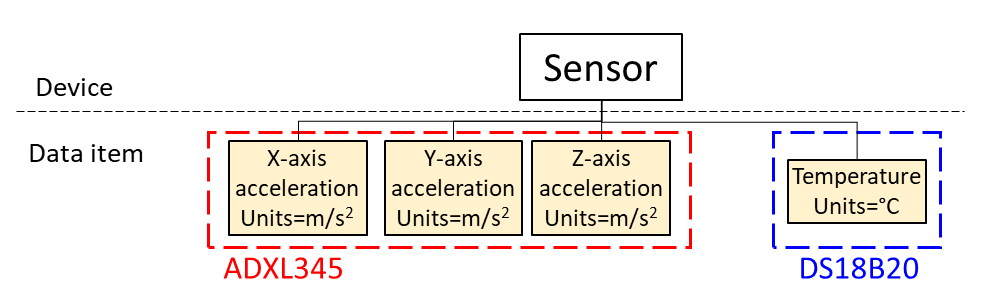 Sensor
Device
Data item
X-axis
acceleration
Units=m/s²
Y-axis
acceleration
Units=m/s²
Z-axis
acceleration
Units=m/s²
Temperature
Units=°C
ADXL345
DS18B20